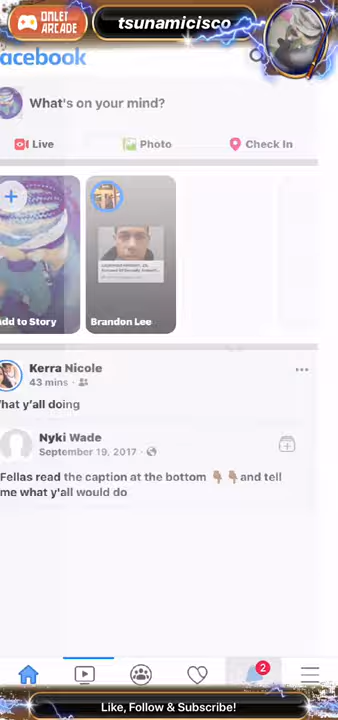 OMLET
ARCADE
tsunamicisco
acebook
What's on your mind?
Live
Photo
Check In
dd to Story
Brandon Lee
Kerra Nicole
43 mins ·
hat y'all doing
Nyki Wade
September 19, 2017 ·
Fellas read the caption at the bottom 👇🏽👇🏽and tell
me what y'all would do
2
Like, Follow & Subscribe!